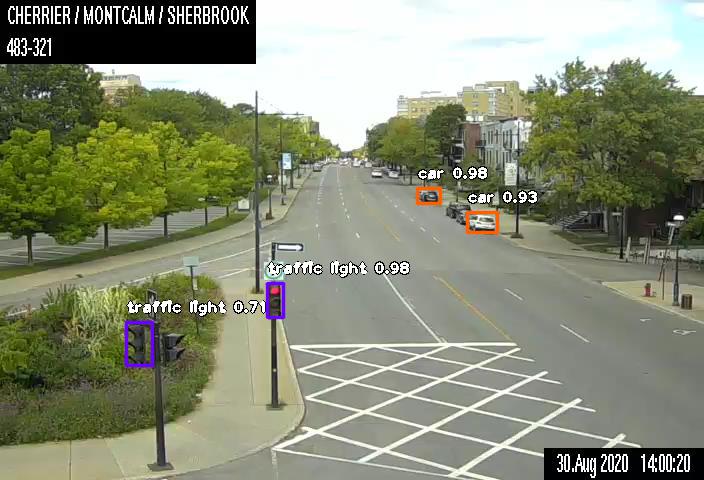 CHERRIER / MONTCALM / SHERBROOK
483-321
car 0.98
car 0.93
traffic light 0.98
traffic light 0.71
30.Aug 2020 14:00:20